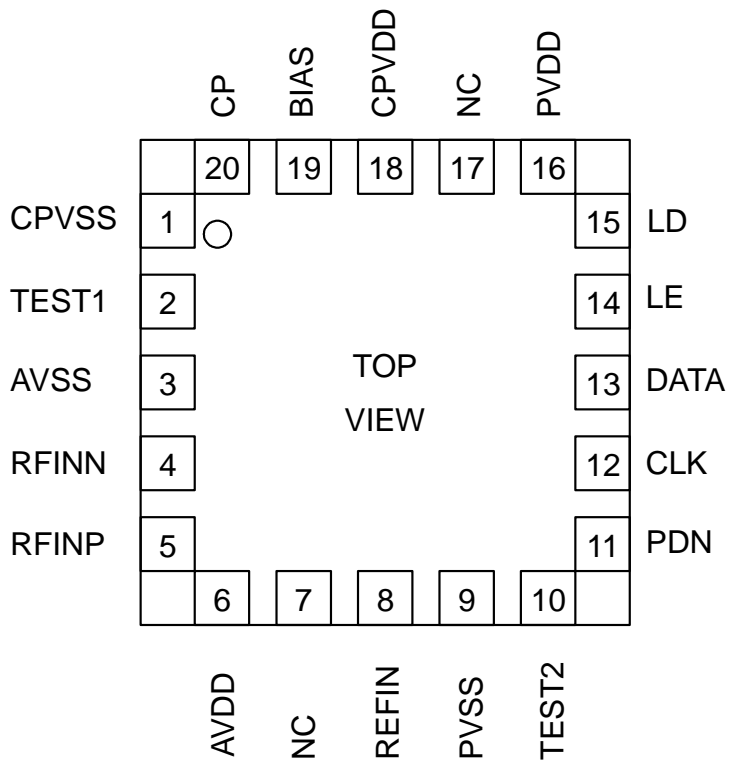 CP
BIAS
CPVDD
NC
PVDD
20
19
18
17
16
CPVSS
1
15
LD
TEST1
2
14
LE
AVSS
3
TOP
VIEW
13
DATA
RFINN
4
12
CLK
RFINP
5
11
PDN
6
7
8
9
10
AVDD
NC
REFIN
PVSS
TEST2